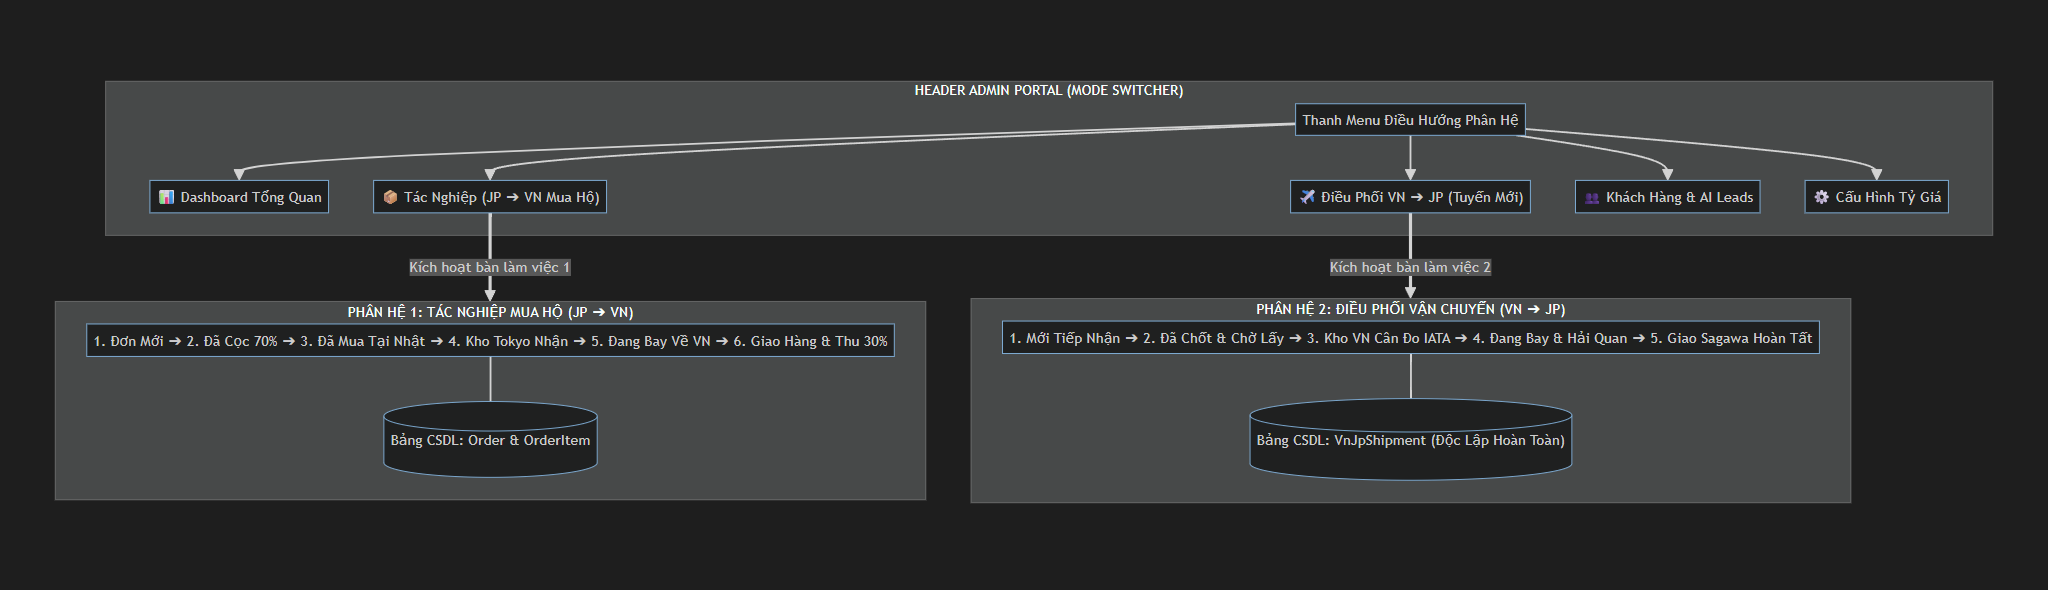 HEADER ADMIN PORTAL (MODE SWITCHER)
Thanh Menu Điều Hướng Phân Hệ
📊 Dashboard Tổng Quan
📦 Tác Nghiệp (JP ➔ VN Mua Hộ)
✈️ Điều Phối VN ➔ JP (Tuyến Mới)
👥 Khách Hàng & AI Leads
⚙️ Cấu Hình Tỷ Giá
Kích hoạt bàn làm việc 1
Kích hoạt bàn làm việc 2
PHÂN HỆ 1: TÁC NGHIỆP MUA HỘ (JP ➔ VN)
1. Đơn Mới ➔ 2. Đã Cọc 70% ➔ 3. Đã Mua Tại Nhật ➔ 4. Kho Tokyo Nhận ➔ 5. Đang Bay Về VN ➔ 6. Giao Hàng & Thu 30%
Bảng CSDL: Order & OrderItem
PHÂN HỆ 2: ĐIỀU PHỐI VẬN CHUYỂN (VN ➔ JP)
1. Mới Tiếp Nhận ➔ 2. Đã Chốt & Chờ Lấy ➔ 3. Kho VN Cân Đo IATA ➔ 4. Đang Bay & Hải Quan ➔ 5. Giao Sagawa Hoàn Tất
Bảng CSDL: VnJpShipment (Độc Lập Hoàn Toàn)